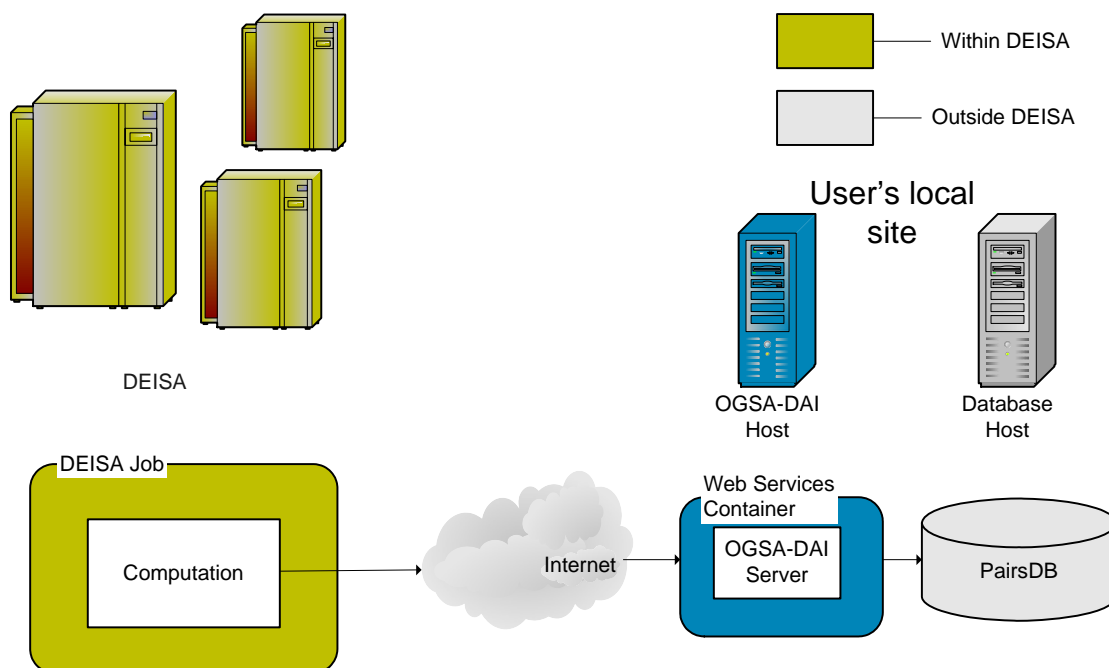 Within DEISA
Outside DEISA
User's local
site
DEISA
OGSA-DAI
Host
Database
Host
DEISA Job
Computation
Internet
Web Services
Container
OGSA-DAI
Server
PairsDB